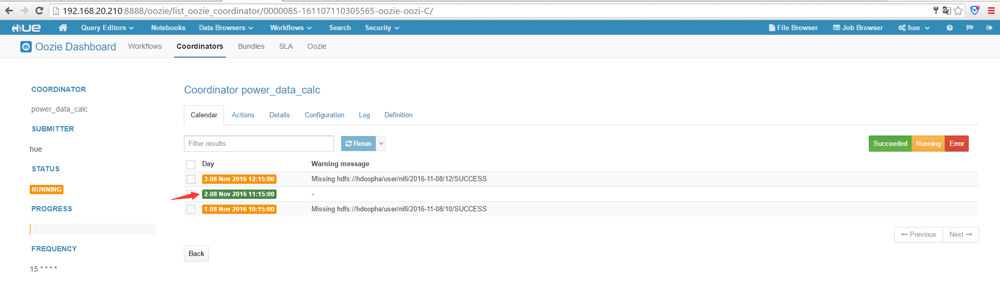 192.168.20.210:8888/oozie/list_oozie_coordinator/0000085-161107110305565-oozie-oozi-C/
HUE Query Editors Notebooks Data Browsers Workflows Search Security File Browser Job Browser hue
Oozie Dashboard Workflows Coordinators Bundles SLA Oozie
COORDINATOR
power_data_calc
SUBMITTER
hue
STATUS
RUNNING
PROGRESS
FREQUENCY
15 * * * *
Coordinator power_data_calc
Calendar Actions Details Configuration Log Definition
Filter results Rerun Succeeded Running Error
Day Warning message
3-08 Nov 2016 12:15:00 Missing hdfs://hdoopha/user/nifi/2016-11-08/12/SUCCESS
2-08 Nov 2016 11:15:00 -
1-08 Nov 2016 10:15:00 Missing hdfs://hdoopha/user/nifi/2016-11-08/10/SUCCESS
Previous Next
Back